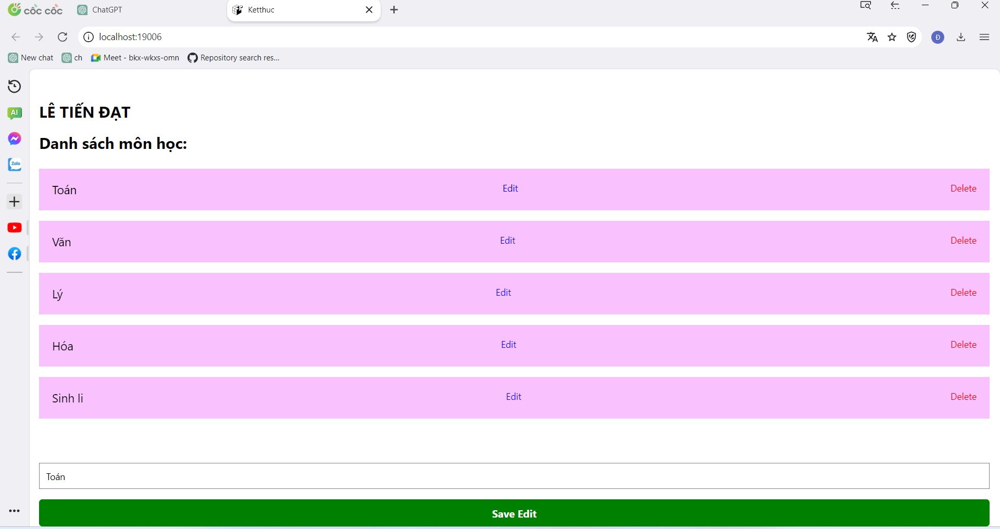 cốc cốc
ChatGPT
Ketthuc
localhost:19006
Đ
New chat
ch
Meet - bkx-wkxs-omn
Repository search res...
AI
Zalo
LÊ TIẾN ĐẠT
Danh sách môn học:
Toán Edit Delete
Văn Edit Delete
Lý Edit Delete
Hóa Edit Delete
Sinh li Edit Delete
Toán
Save Edit